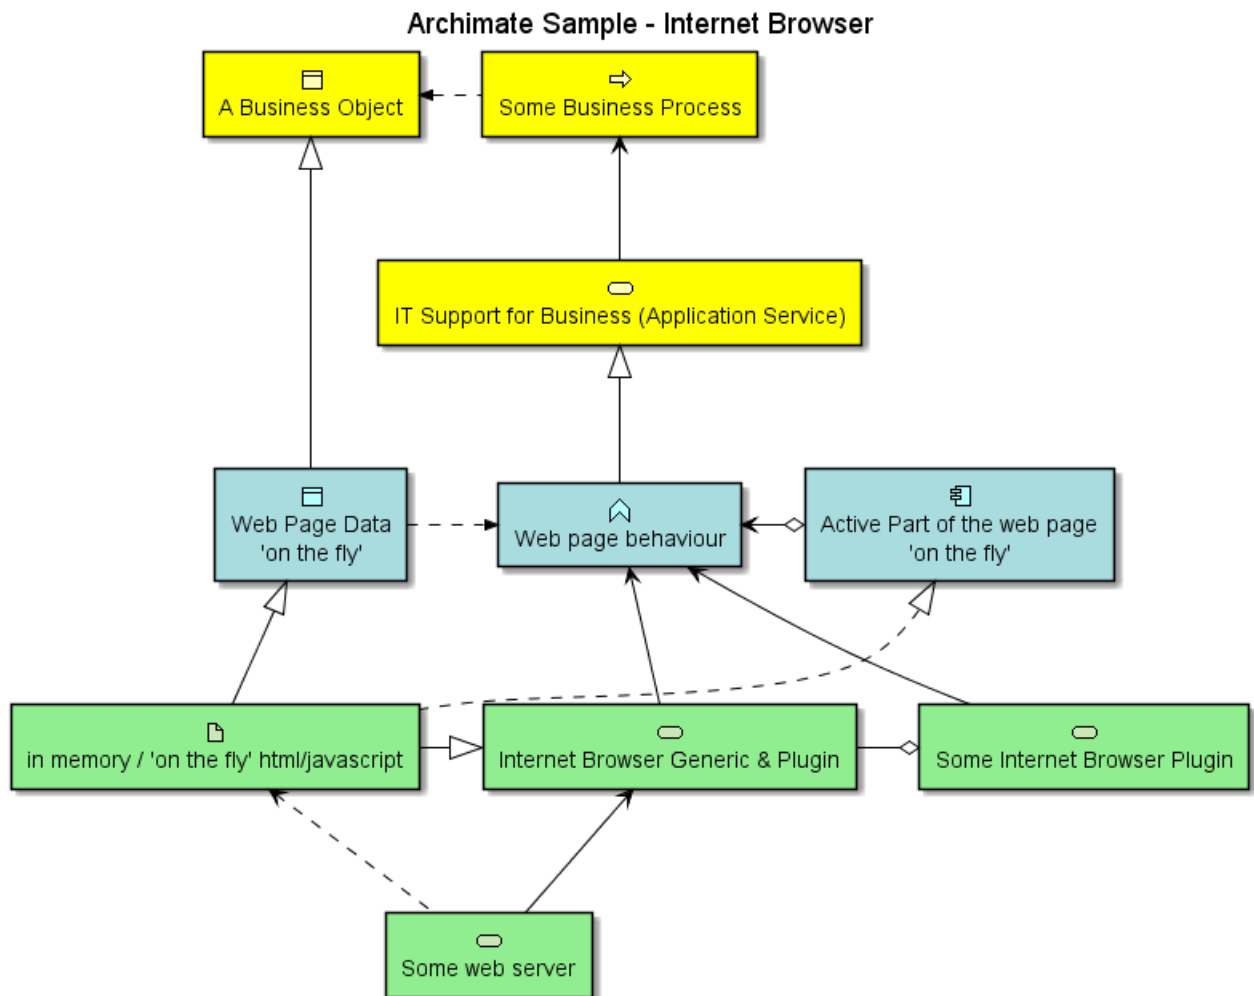 Archimate Sample - Internet Browser
A Business Object
Some Business Process
IT Support for Business (Application Service)
Web Page Data
'on the fly'
Web page behaviour
Active Part of the web page
'on the fly'
in memory / 'on the fly' html/javascript
Internet Browser Generic & Plugin
Some Internet Browser Plugin
Some web server